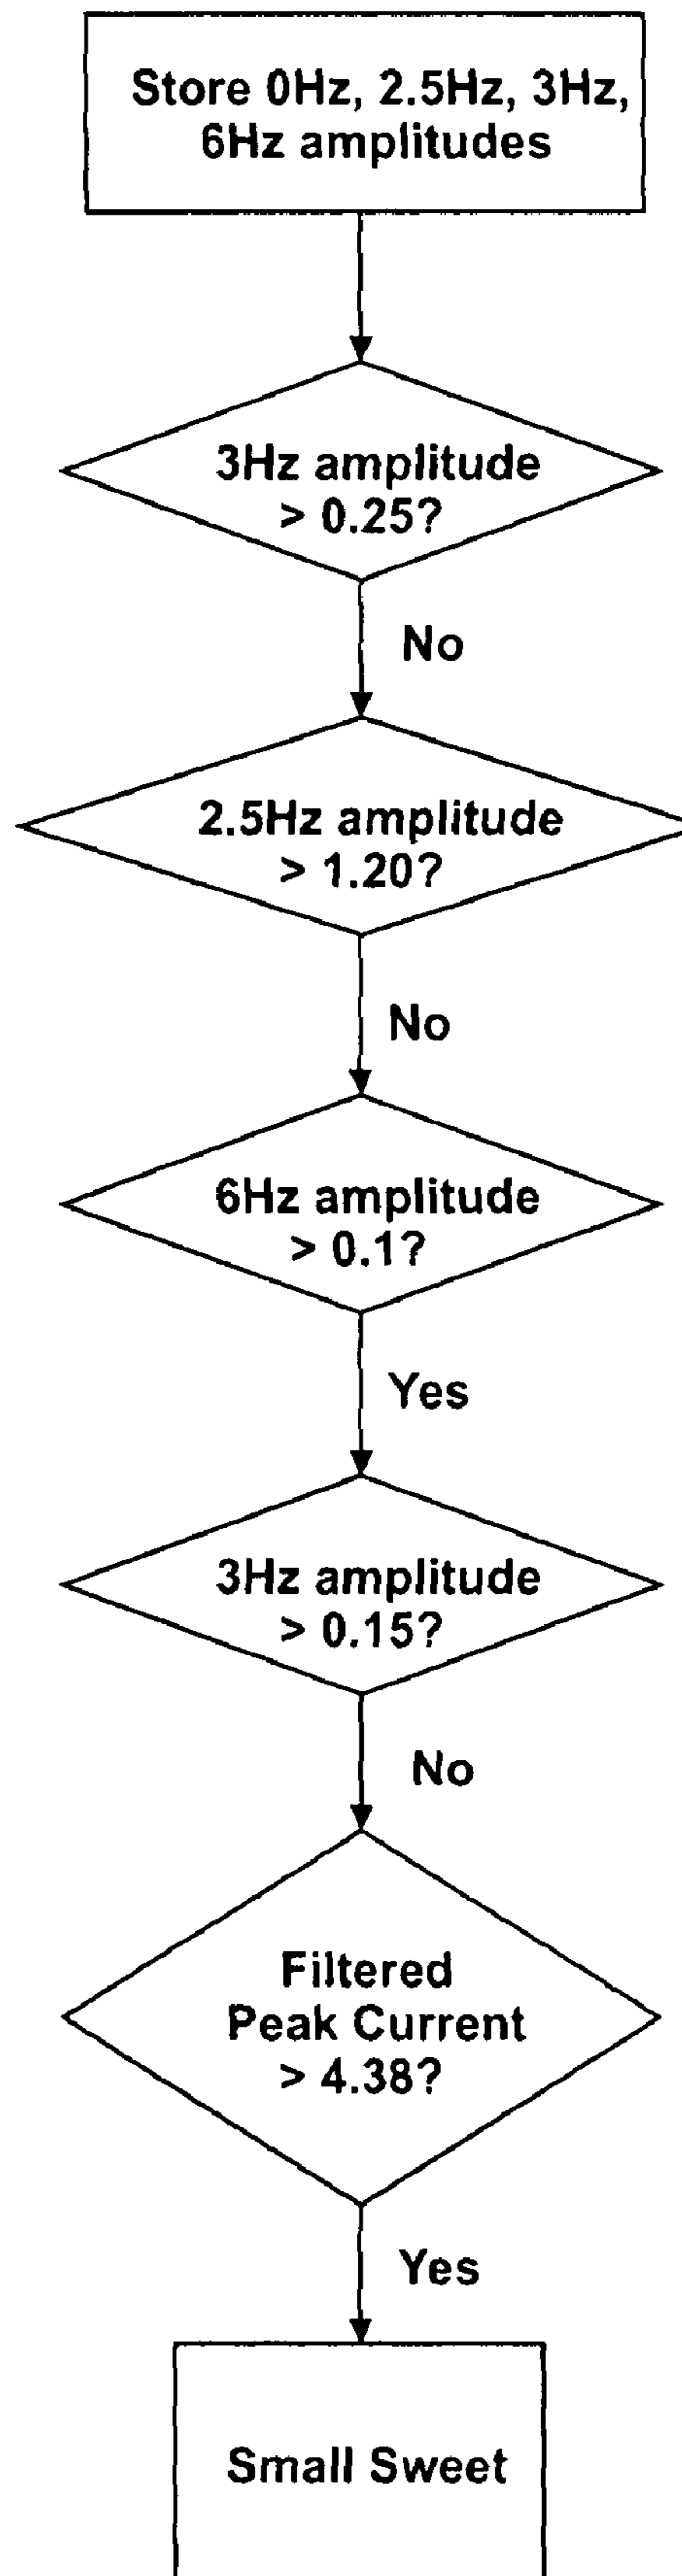 Store 0Hz, 2.5Hz, 3Hz,
6Hz amplitudes
3Hz amplitude
> 0.25?
No
2.5Hz amplitude
> 1.20?
No
6Hz amplitude
> 0.1?
Yes
3Hz amplitude
> 0.15?
No
Filtered
Peak Current
> 4.38?
Yes
Small Sweet